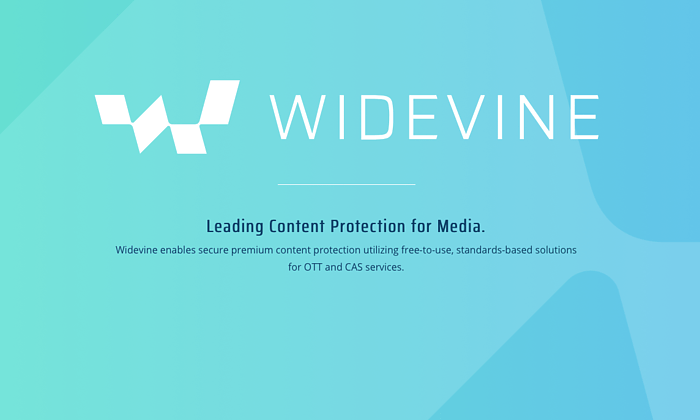 WIDEVINE
Leading Content Protection for Media.
Widevine enables secure premium content protection utilizing free-to-use, standards-based solutions
for OTT and CAS services.